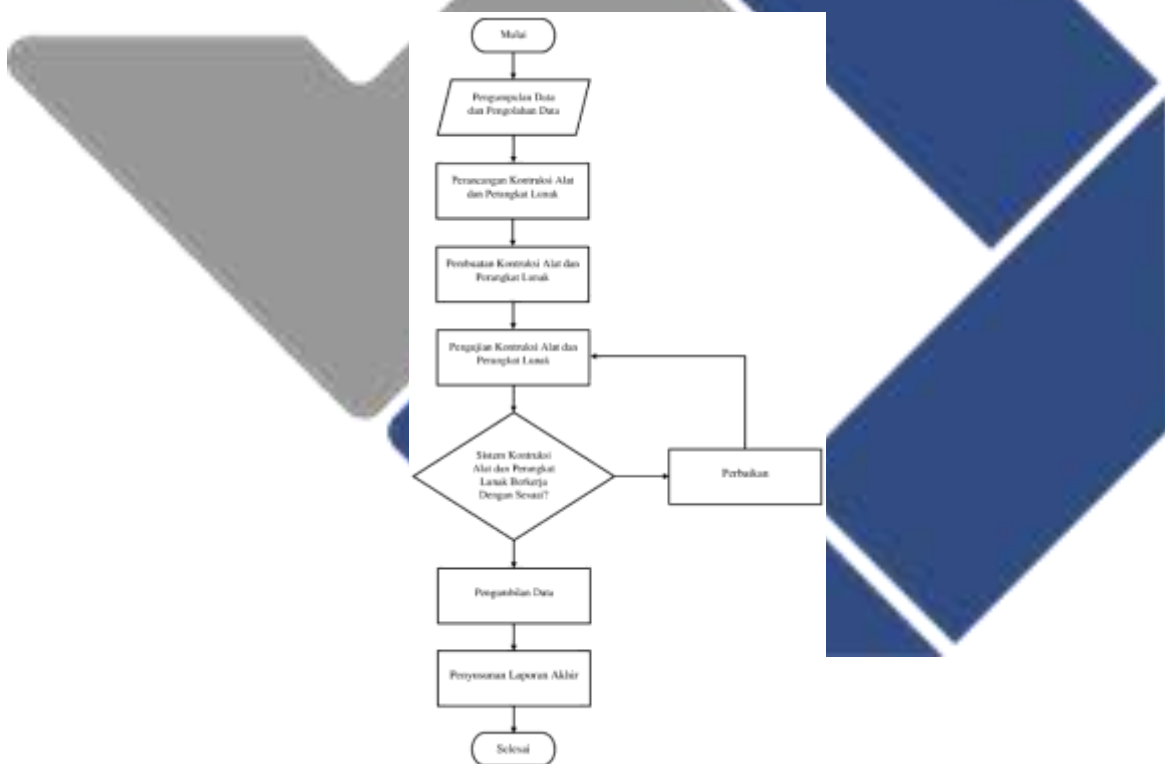 Mulai
Pengumpulan Data
dan Pengolahan Data
Perancangan Kontruksi Alat
dan Perangkat Lunak
Pembuatan Kontruksi Alat dan
Perangkat Lunak
Pengujian Kontruksi Alat dan
Perangkat Lunak
Sistem Kontruksi
Alat dan Perangkat
Lunak Berkerja
Dengan Sesuai?
Perbaikan
Pengambilan Data
Penyusunan Laporan Akhir
Selesai